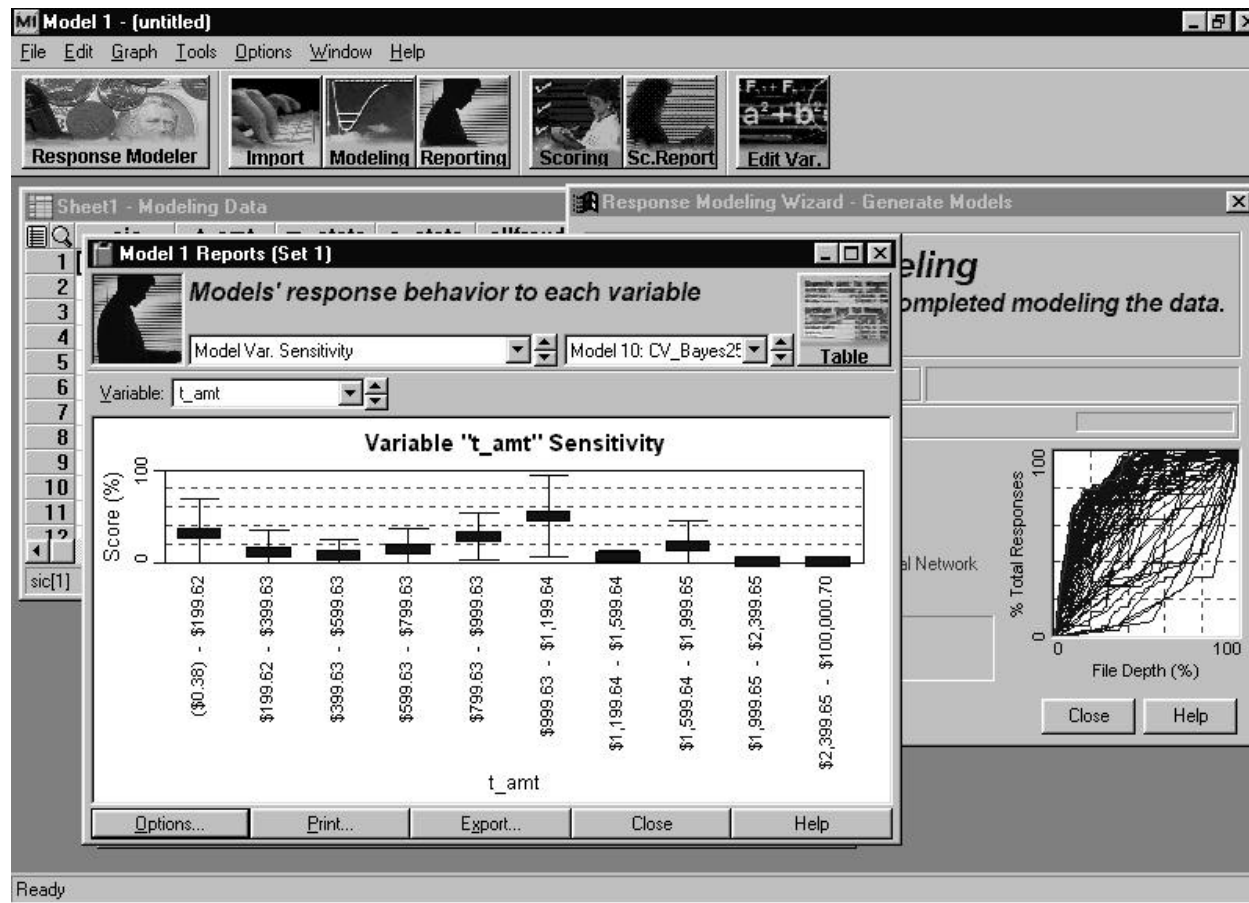 Model 1 - (untitled)
File Edit Graph Tools Options Window Help
Response Modeler Import Modeling Reporting Scoring Sc.Report Edit Var.
F₁ + F
a² + b²
Sheet1 - Modeling Data
Response Modeling Wizard - Generate Models
1
2
3
4
5
6
7
8
9
10
11
12
sic[1]
eling
ompleted modeling the data.
al Network
% Total Responses
100
0
0 100
File Depth (%)
Close Help
Model 1 Reports (Set 1)
Models' response behavior to each variable
Model Var. Sensitivity Model 10: CV_Bayes25 Table
Variable: t_amt
Variable "t_amt" Sensitivity
Score (%)
100
0
($0.38) - $199.62
$199.62 - $399.63
$399.63 - $599.63
$599.63 - $799.63
$799.63 - $999.63
$999.63 - $1,199.64
$1,199.64 - $1,599.64
$1,599.64 - $1,999.65
$1,999.65 - $2,399.65
$2,399.65 - $100,000.70
t_amt
Options... Print... Export... Close Help
Ready